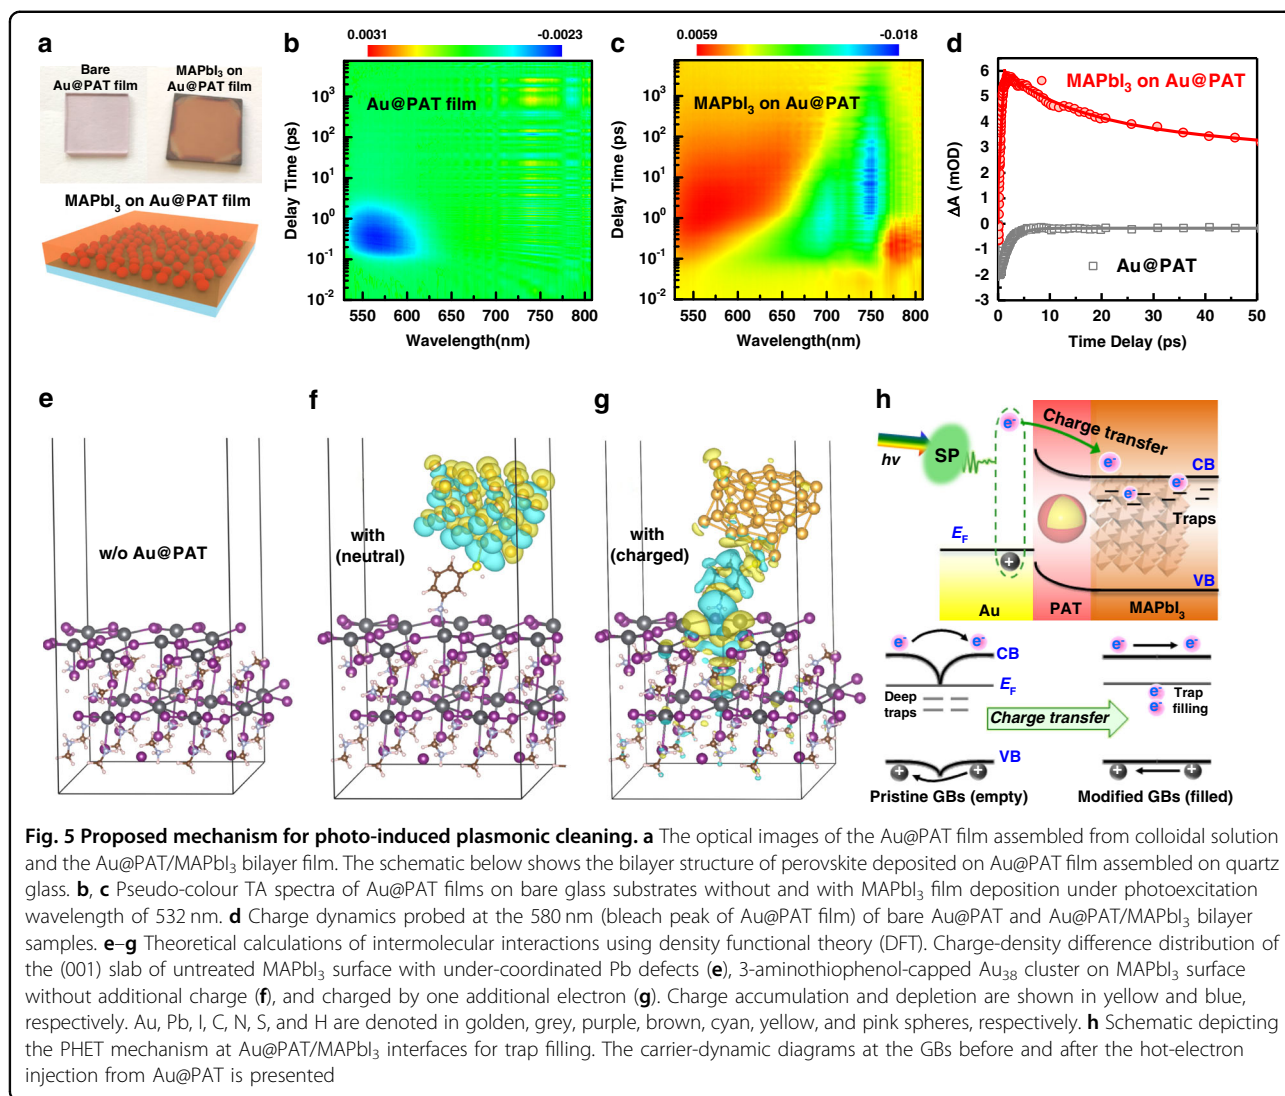 a
Bare
Au@PAT film
MAPbI₃ on
Au@PAT film
MAPbI₃ on Au@PAT film
b
0.0031
-0.0023
Au@PAT film
Delay Time (ps)
10³
10²
10¹
10⁰
10⁻¹
10⁻²
550 600 650 700 750 800
Wavelength(nm)
c
0.0059
-0.018
MAPbI₃ on Au@PAT
Delay Time (ps)
10³
10²
10¹
10⁰
10⁻¹
10⁻²
550 600 650 700 750 800
Wavelength(nm)
d
MAPbI₃ on Au@PAT
Au@PAT
ΔA (mOD)
6
5
4
3
2
1
0
-1
-2
-3
0 10 20 30 40 50
Time Delay (ps)
e
w/o Au@PAT
f
with
(neutral)
g
with
(charged)
h
hv
SP
e⁻
Charge transfer
e⁻
CB
e⁻
e⁻
Traps
E_F
+
VB
Au
PAT
MAPbI₃
e⁻
e⁻
CB
E_F
Deep
traps
Charge transfer
VB
+
+
Pristine GBs (empty)
e⁻
e⁻
e⁻
e⁻
Trap
filling
+
+
Modified GBs (filled)
Fig. 5 Proposed mechanism for photo-induced plasmonic cleaning. a The optical images of the Au@PAT film assembled from colloidal solution
and the Au@PAT/MAPbI₃ bilayer film. The schematic below shows the bilayer structure of perovskite deposited on Au@PAT film assembled on quartz
glass. b, c Pseudo-colour TA spectra of Au@PAT films on bare glass substrates without and with MAPbI₃ film deposition under photoexcitation
wavelength of 532 nm. d Charge dynamics probed at the 580 nm (bleach peak of Au@PAT film) of bare Au@PAT and Au@PAT/MAPbI₃ bilayer
samples. e–g Theoretical calculations of intermolecular interactions using density functional theory (DFT). Charge-density difference distribution of
the (001) slab of untreated MAPbI₃ surface with under-coordinated Pb defects (e), 3-aminothiophenol-capped Au₃₈ cluster on MAPbI₃ surface
without additional charge (f), and charged by one additional electron (g). Charge accumulation and depletion are shown in yellow and blue,
respectively. Au, Pb, I, C, N, S, and H are denoted in golden, grey, purple, brown, cyan, yellow, and pink spheres, respectively. h Schematic depicting
the PHET mechanism at Au@PAT/MAPbI₃ interfaces for trap filling. The carrier-dynamic diagrams at the GBs before and after the hot-electron
injection from Au@PAT is presented